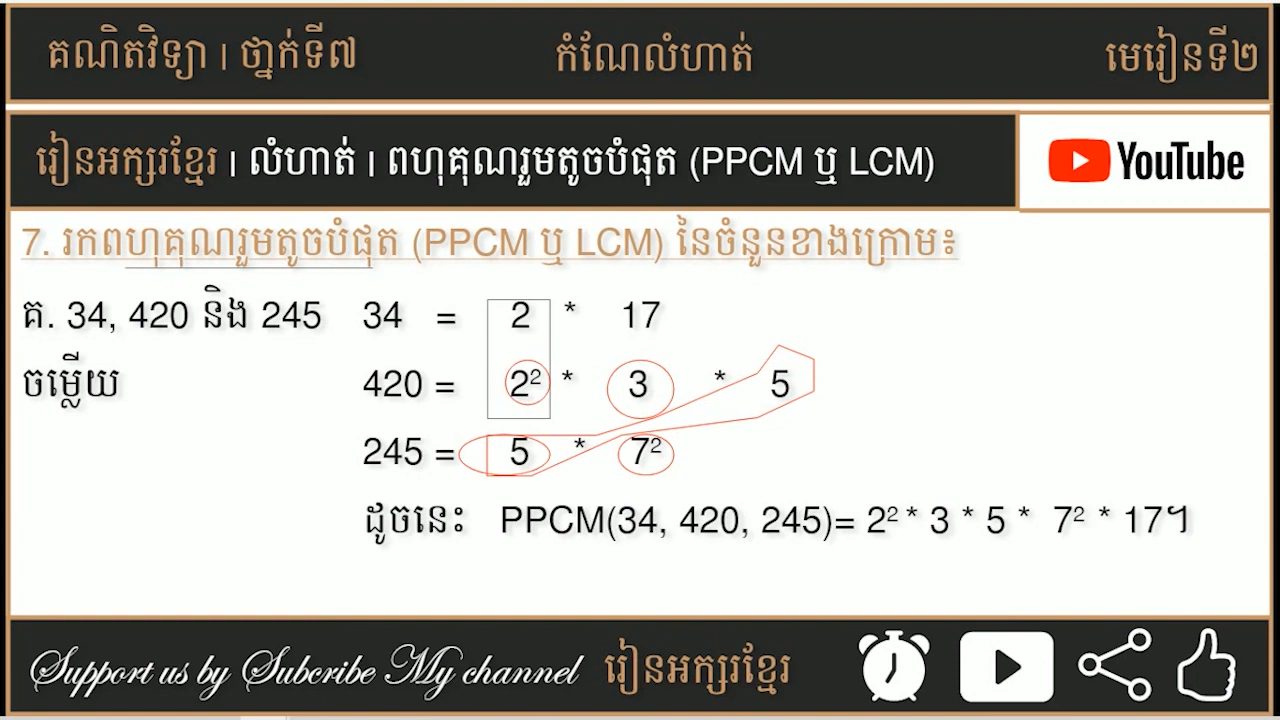 គណិតវិទ្យា | ថ្នាក់ទី៧ កំណែលំហាត់ មេរៀនទី២
រៀនអក្សរខ្មែរ | លំហាត់ | ពហុគុណរួមតូចបំផុត (PPCM ឬ LCM) YouTube
7. រកពហុគុណរួមតូចបំផុត (PPCM ឬ LCM) នៃចំនួនខាងក្រោម៖
គ. 34, 420 និង 245 34 = 2 * 17
ចម្លើយ 420 = 2² * 3 * 5
245 = 5 * 7²
ដូចនេះ PPCM(34, 420, 245)= 2² * 3 * 5 * 7² * 17។
Support us by Subcribe My channel រៀនអក្សរខ្មែរ